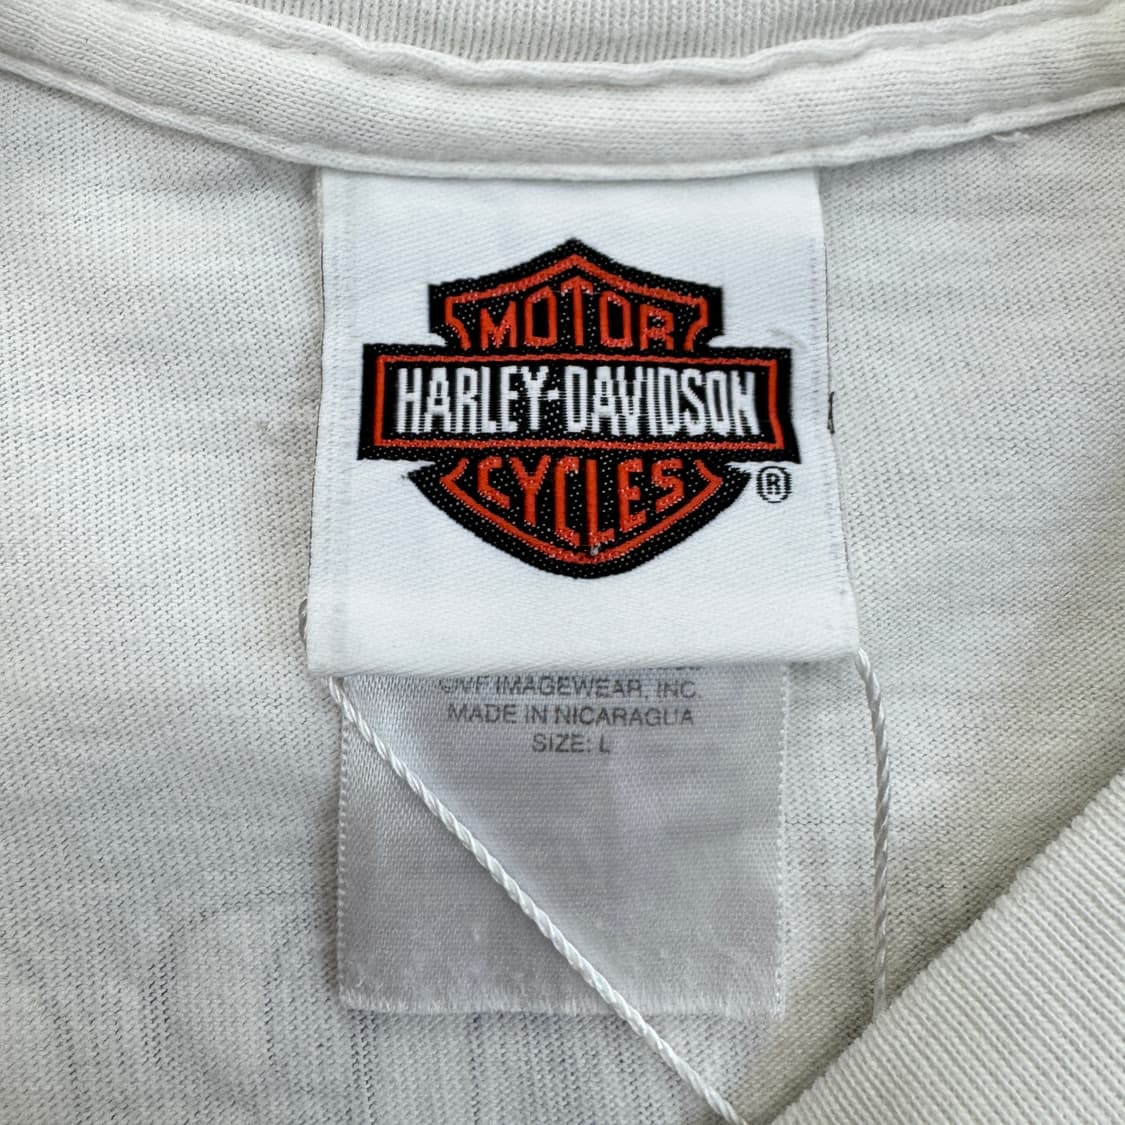 MOTOR
HARLEY-DAVIDSON
CYCLES
®
IMAGEWEAR, INC.
MADE IN NICARAGUA
SIZE: L